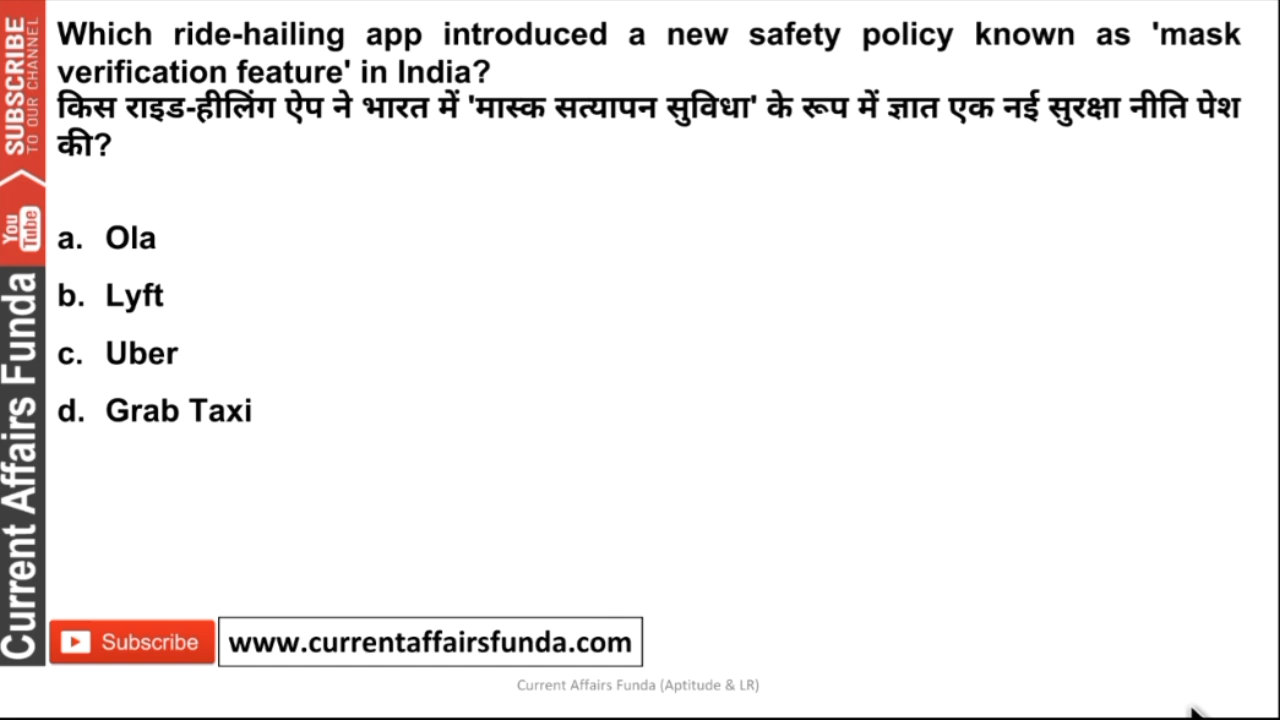 Which ride-hailing app introduced a new safety policy known as 'mask
verification feature' in India?
किस राइड-हीलिंग ऐप ने भारत में 'मास्क सत्यापन सुविधा' के रूप में ज्ञात एक नई सुरक्षा नीति पेश
की?
a. Ola
b. Lyft
c. Uber
d. Grab Taxi
SUBSCRIBE
TO OUR CHANNEL
You
Tube
Current Affairs Funda
Subscribe
www.currentaffairsfunda.com
Current Affairs Funda (Aptitude & LR)